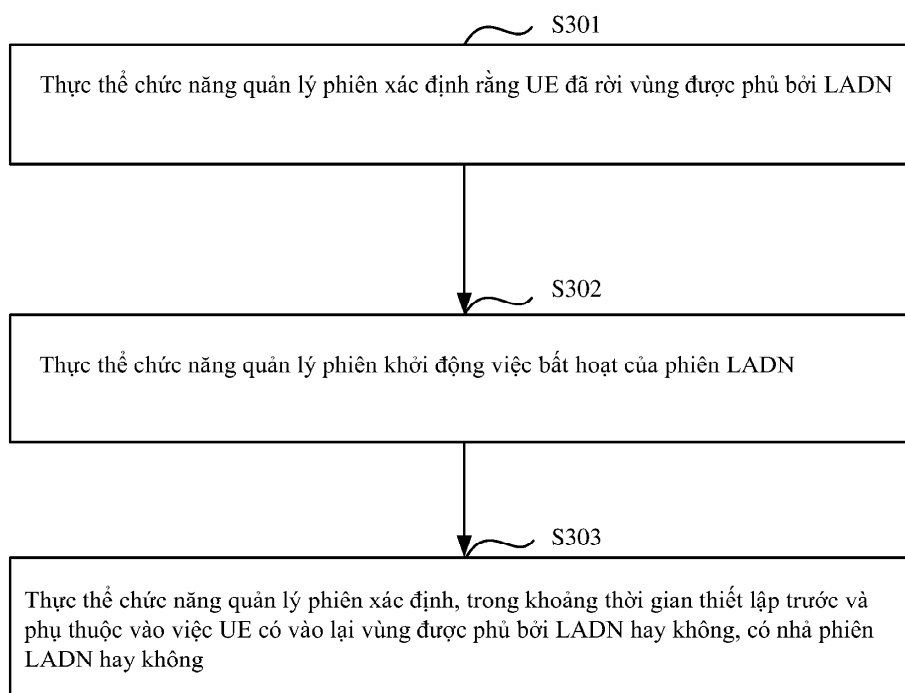 S301
Thực thể chức năng quản lý phiên xác định rằng UE đã rời vùng được phủ bởi LADN
S302
Thực thể chức năng quản lý phiên khởi động việc bất hoạt của phiên LADN
S303
Thực thể chức năng quản lý phiên xác định, trong khoảng thời gian thiết lập trước và
phụ thuộc vào việc UE có vào lại vùng được phủ bởi LADN hay không, có nhả phiên
LADN hay không